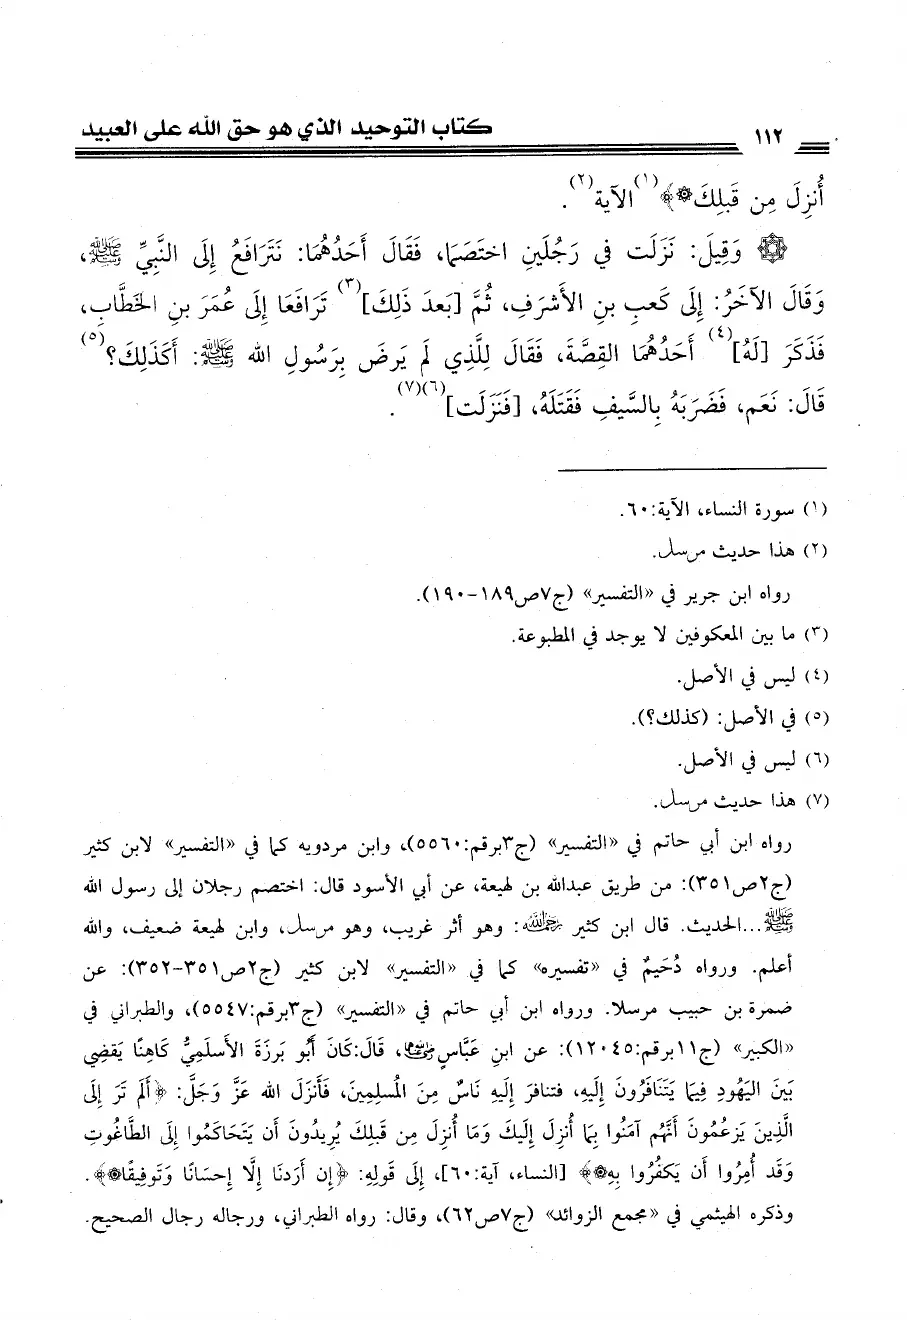 ١١٢ كتاب التوحيد الذي هو حق الله على العبيد
أُنزِلَ مِن قَبلِكَ۞﴾(١) الآية(٢).
۞ وَقِيلَ: نَزَلَت فِي رَجُلَينِ اختَصَمَا، فَقَالَ أَحَدُهُمَا: نَتَرَافَعُ إِلَى النَّبِيِّ ﷺ،
وَقَالَ الآخَرُ: إِلَى كَعبِ بنِ الأَشرَفِ، ثُمَّ [بَعدَ ذَلِكَ](٣) تَرَافَعَا إِلَى عُمَرَ بنِ الخَطَّابِ،
فَذَكَرَ [لَهُ](٤) أَحَدُهُمَا القِصَّةَ، فَقَالَ لِلَّذِي لَم يَرضَ بِرَسُولِ الله ﷺ: أَكَذَلِكَ؟(٥)
قَالَ: نَعَم، فَضَرَبَهُ بِالسَّيفِ فَقَتَلَهُ، [فَنَزَلَت](٦)(٧).
(١) سورة النساء، الآية:٦٠.
(٢) هذا حديث مرسل.
رواه ابن جرير في «التفسير» (ج٧ص١٨٩-١٩٠).
(٣) ما بين المعكوفين لا يوجد في المطبوعة.
(٤) ليس في الأصل.
(٥) في الأصل: (كذلك؟).
(٦) ليس في الأصل.
(٧) هذا حديث مرسل.
رواه ابن أبي حاتم في «التفسير» (ج٣برقم:٥٥٦٠)، وابن مردويه كما في «التفسير» لابن كثير
(ج٢ص٣٥١): من طريق عبدالله بن لهيعة، عن أبي الأسود قال: اختصم رجلان إلى رسول الله
ﷺ...الحديث. قال ابن كثير رحمه الله: وهو أثر غريب، وهو مرسل، وابن لهيعة ضعيف، والله
أعلم. ورواه دُحَيمٌ في «تفسيره» كما في «التفسير» لابن كثير (ج٢ص٣٥١-٣٥٢): عن
ضمرة بن حبيب مرسلا. ورواه ابن أبي حاتم في «التفسير» (ج٣برقم:٥٥٤٧)، والطبراني في
«الكبير» (ج١١برقم:١٢٠٤٥): عن ابنِ عَبَّاسٍ رضي الله عنهما، قَالَ:كَانَ أَبُو بَرزَةَ الأَسلَمِيُّ كَاهِنًا يَقضِي
بَينَ اليَهُودِ فِيمَا يَتَنَافَرُونَ إِلَيهِ، فتنافرَ إِلَيهِ نَاسٌ مِنَ المُسلِمِينَ، فَأَنزَلَ الله عَزَّ وَجَلَّ: ﴿أَلَم تَرَ إِلَى
الَّذِينَ يَزعُمُونَ أَنَّهُم آمَنُوا بِمَا أُنزِلَ إِلَيكَ وَمَا أُنزِلَ مِن قَبلِكَ يُرِيدُونَ أَن يَتَحَاكَمُوا إِلَى الطَّاغُوتِ
وَقَد أُمِرُوا أَن يَكفُرُوا بِهِ۞﴾ [النساء، آية:٦٠]، إِلَى قَولِهِ: ﴿إِن أَرَدنَا إِلَّا إِحسَانًا وَتَوفِيقًا۞﴾.
وذكره الهيثمي في «مجمع الزوائد» (ج٧ص٦٢)، وقال: رواه الطبراني، ورجاله رجال الصحيح.